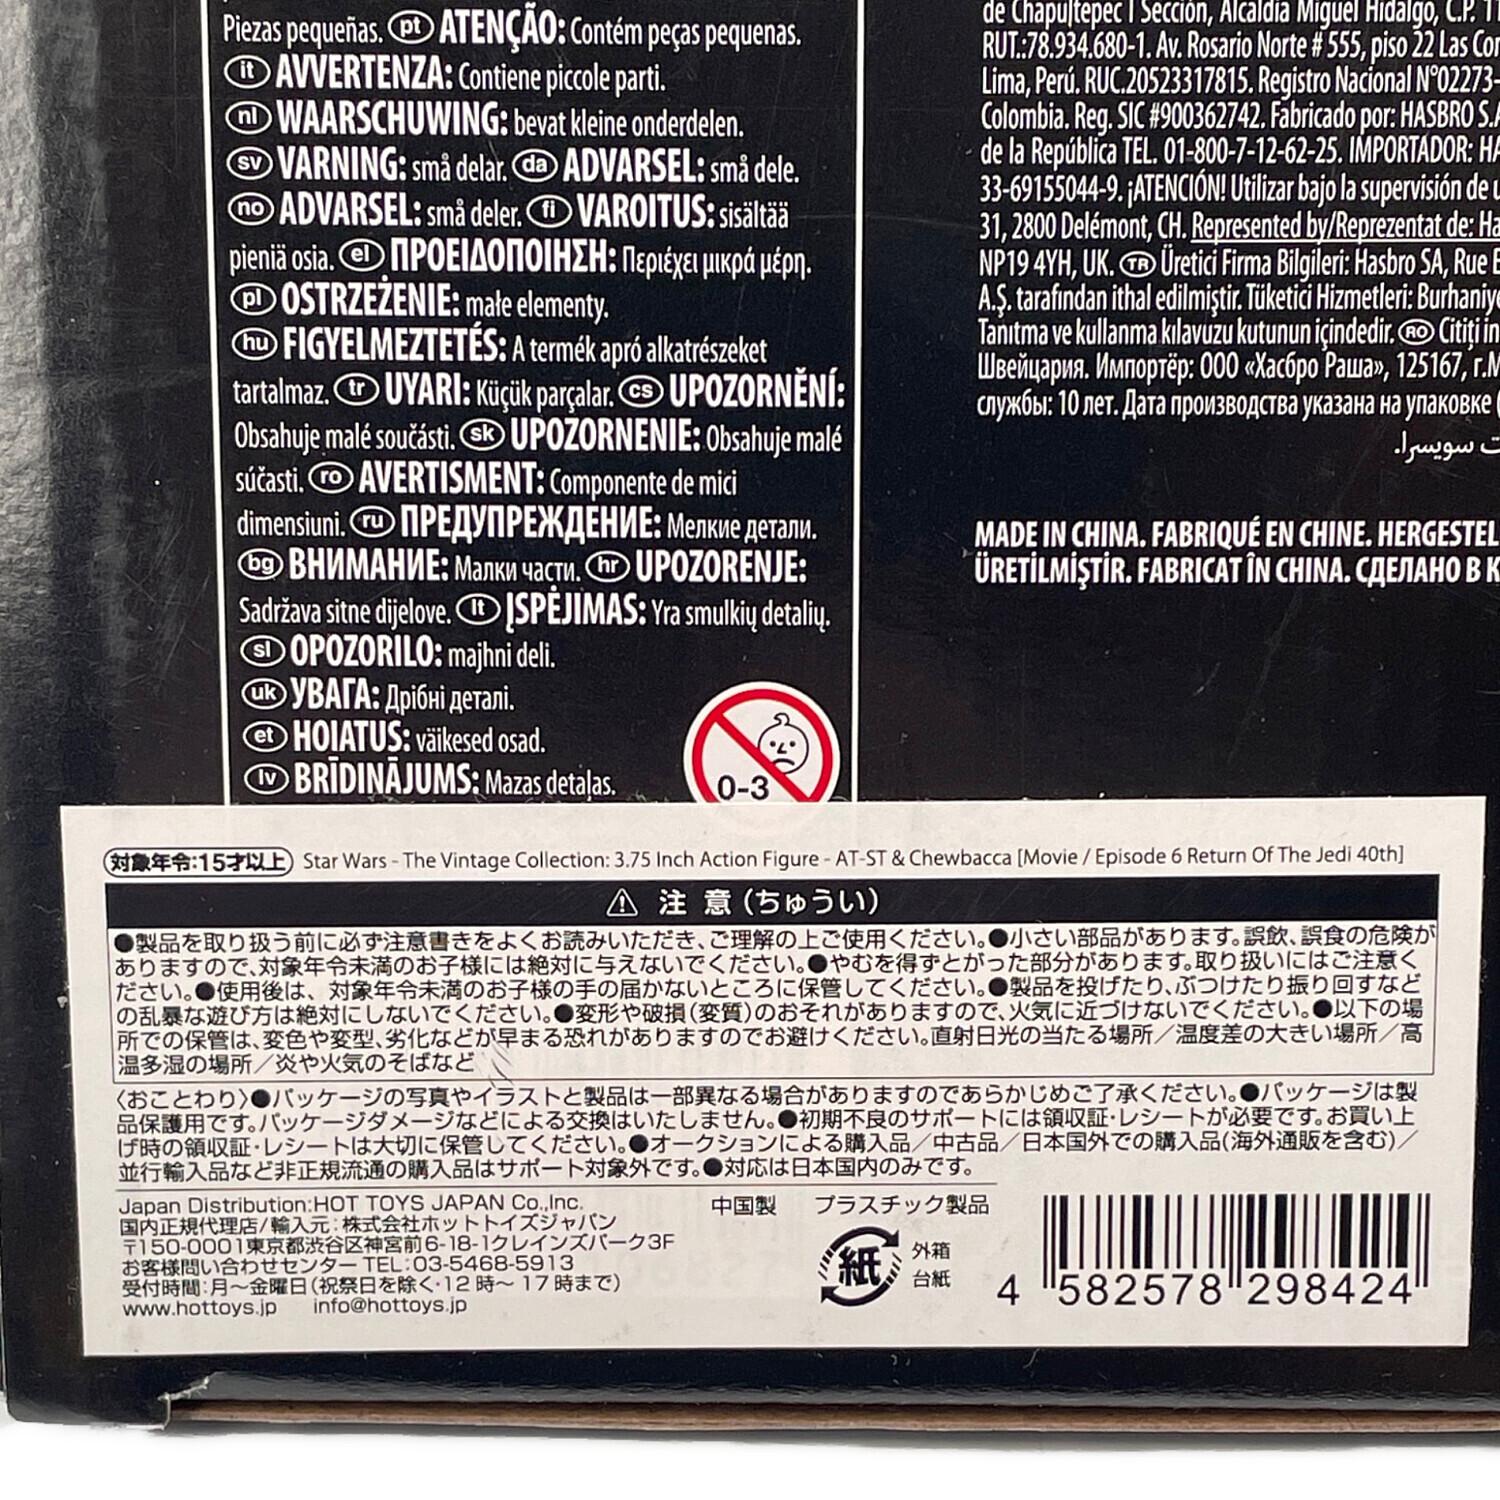 Piezas pequeñas. pt ATENÇÃO: Contém peças pequenas.
it AVVERTENZA: Contiene piccole parti.
nl WAARSCHUWING: bevat kleine onderdelen.
sv VARNING: små delar. da ADVARSEL: små dele.
no ADVARSEL: små deler. fi VAROITUS: sisältää
pieniä osia. el ΠΡΟΕΙΔΟΠΟΙΗΣΗ: Περιέχει μικρά μέρη.
pl OSTRZEŻENIE: małe elementy.
hu FIGYELMEZTETÉS: A termék apró alkatrészeket
tartalmaz. tr UYARI: Küçük parçalar. cs UPOZORNĚNÍ:
Obsahuje malé součásti. sk UPOZORNENIE: Obsahuje malé
súčasti. ro AVERTISMENT: Componente de mici
dimensiuni. ru ПРЕДУПРЕЖДЕНИЕ: Мелкие детали.
bg ВНИМАНИЕ: Малки части. hr UPOZORENJE:
Sadržava sitne dijelove. lt ĮSPĖJIMAS: Yra smulkių detalių.
sl OPOZORILO: majhni deli.
uk УВАГА: Дрібні деталі.
et HOIATUS: väikesed osad.
lv BRĪDINĀJUMS: Mazas detaļas.
0-3
de Chapultepec I Sección, Alcaldía Miguel Hidalgo, C.P.
RUT.:78.934.680-1. Av. Rosario Norte # 555, piso 22 Las
Lima, Perú. RUC.20523317815. Registro Nacional N°02273-
Colombia. Reg. SIC #900362742. Fabricado por: HASBRO
de la República TEL. 01-800-7-12-62-25. IMPORTADOR:
33-69155044-9. ¡ATENCIÓN! Utilizar bajo la supervisión de
31, 2800 Delémont, CH. Represented by/Reprezentat de:
NP19 4YH, UK. TR Üretici Firma Bilgileri: Hasbro SA, Rue
A.Ş. tarafından ithal edilmiştir. Tüketici Hizmetleri:
Tanıtma ve kullanma kılavuzu kutunun içindedir. RO Citiţi
Швейцария. Импортёр: ООО «Хасбро Раша», 125167,
службы: 10 лет. Дата производства указана на упаковке
سويسرا.
MADE IN CHINA. FABRIQUÉ EN CHINE.
ÜRETİLMİŞTİR. FABRICAT ÎN CHINA. СДЕЛАНО В
対象年令:15才以上 Star Wars - The Vintage Collection: 3.75 Inch Action Figure - AT-ST & Chewbacca [Movie / Episode 6 Return Of The Jedi 40th]
⚠ 注意(ちゅうい)
●製品を取り扱う前に必ず注意書きをよくお読みいただき、ご理解の上ご使用ください。●小さい部品があります。誤飲、誤食の危険が
ありますので、対象年令未満のお子様には絶対に与えないでください。●やむを得ずとがった部分があります。取り扱いにはご注意く
ださい。●使用後は、対象年令未満のお子様の手の届かないところに保管してください。●製品を投げたり、ぶつけたり振り回すなど
の乱暴な遊び方は絶対にしないでください。●変形や破損(変質)のおそれがありますので、火気に近づけないでください。●以下の場
所での保管は、変色や変型、劣化などが早まる恐れがありますのでお避けください。直射日光の当たる場所／温度差の大きい場所／高
温多湿の場所／炎や火気のそばなど
〈おことわり〉●パッケージの写真やイラストと製品は一部異なる場合がありますのであらかじめご了承ください。●パッケージは製
品保護用です。パッケージダメージなどによる交換はいたしません。●初期不良のサポートには領収証・レシートが必要です。お買い上
げ時の領収証・レシートは大切に保管してください。●オークションによる購入品／中古品／日本国外での購入品(海外通販を含む)／
並行輸入品など非正規流通の購入品はサポート対象外です。●対応は日本国内のみです。
Japan Distribution:HOT TOYS JAPAN Co.,Inc.
国内正規代理店/輸入元:株式会社ホットトイズジャパン
〒150-0001東京都渋谷区神宮前6-18-1クレインズパーク3F
お客様問い合わせセンター TEL:03-5468-5913
受付時間:月〜金曜日(祝祭日を除く・12時〜17時まで)
www.hottoys.jp info@hottoys.jp
中国製 プラスチック製品
紙 外箱
台紙
4 582578 298424